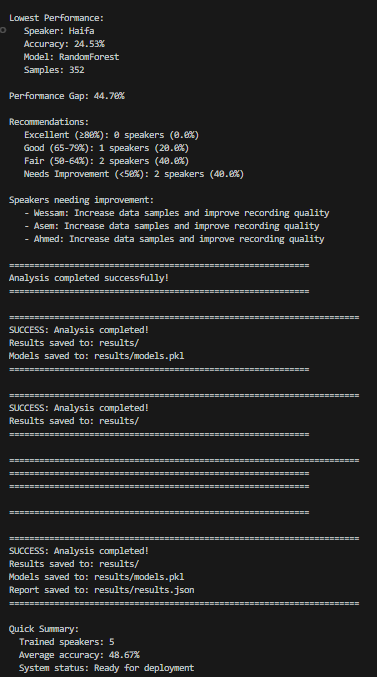 Lowest Performance:
Speaker: Haifa
Accuracy: 24.53%
Model: RandomForest
Samples: 352
Performance Gap: 44.70%
Recommendations:
Excellent (≥80%): 0 speakers (0.0%)
Good (65-79%): 1 speakers (20.0%)
Fair (50-64%): 2 speakers (40.0%)
Needs Improvement (<50%): 2 speakers (40.0%)
Speakers needing improvement:
- Wessam: Increase data samples and improve recording quality
- Asem: Increase data samples and improve recording quality
- Ahmed: Increase data samples and improve recording quality
============================================================
Analysis completed successfully!
============================================================
======================================================================
SUCCESS: Analysis completed!
Results saved to: results/
Models saved to: results/models.pkl
============================================================
======================================================================
SUCCESS: Analysis completed!
Results saved to: results/
============================================================
======================================================================
============================================================
============================================================
============================================================
======================================================================
SUCCESS: Analysis completed!
Results saved to: results/
Models saved to: results/models.pkl
Report saved to: results/results.json
======================================================================
Quick Summary:
Trained speakers: 5
Average accuracy: 48.67%
System status: Ready for deployment